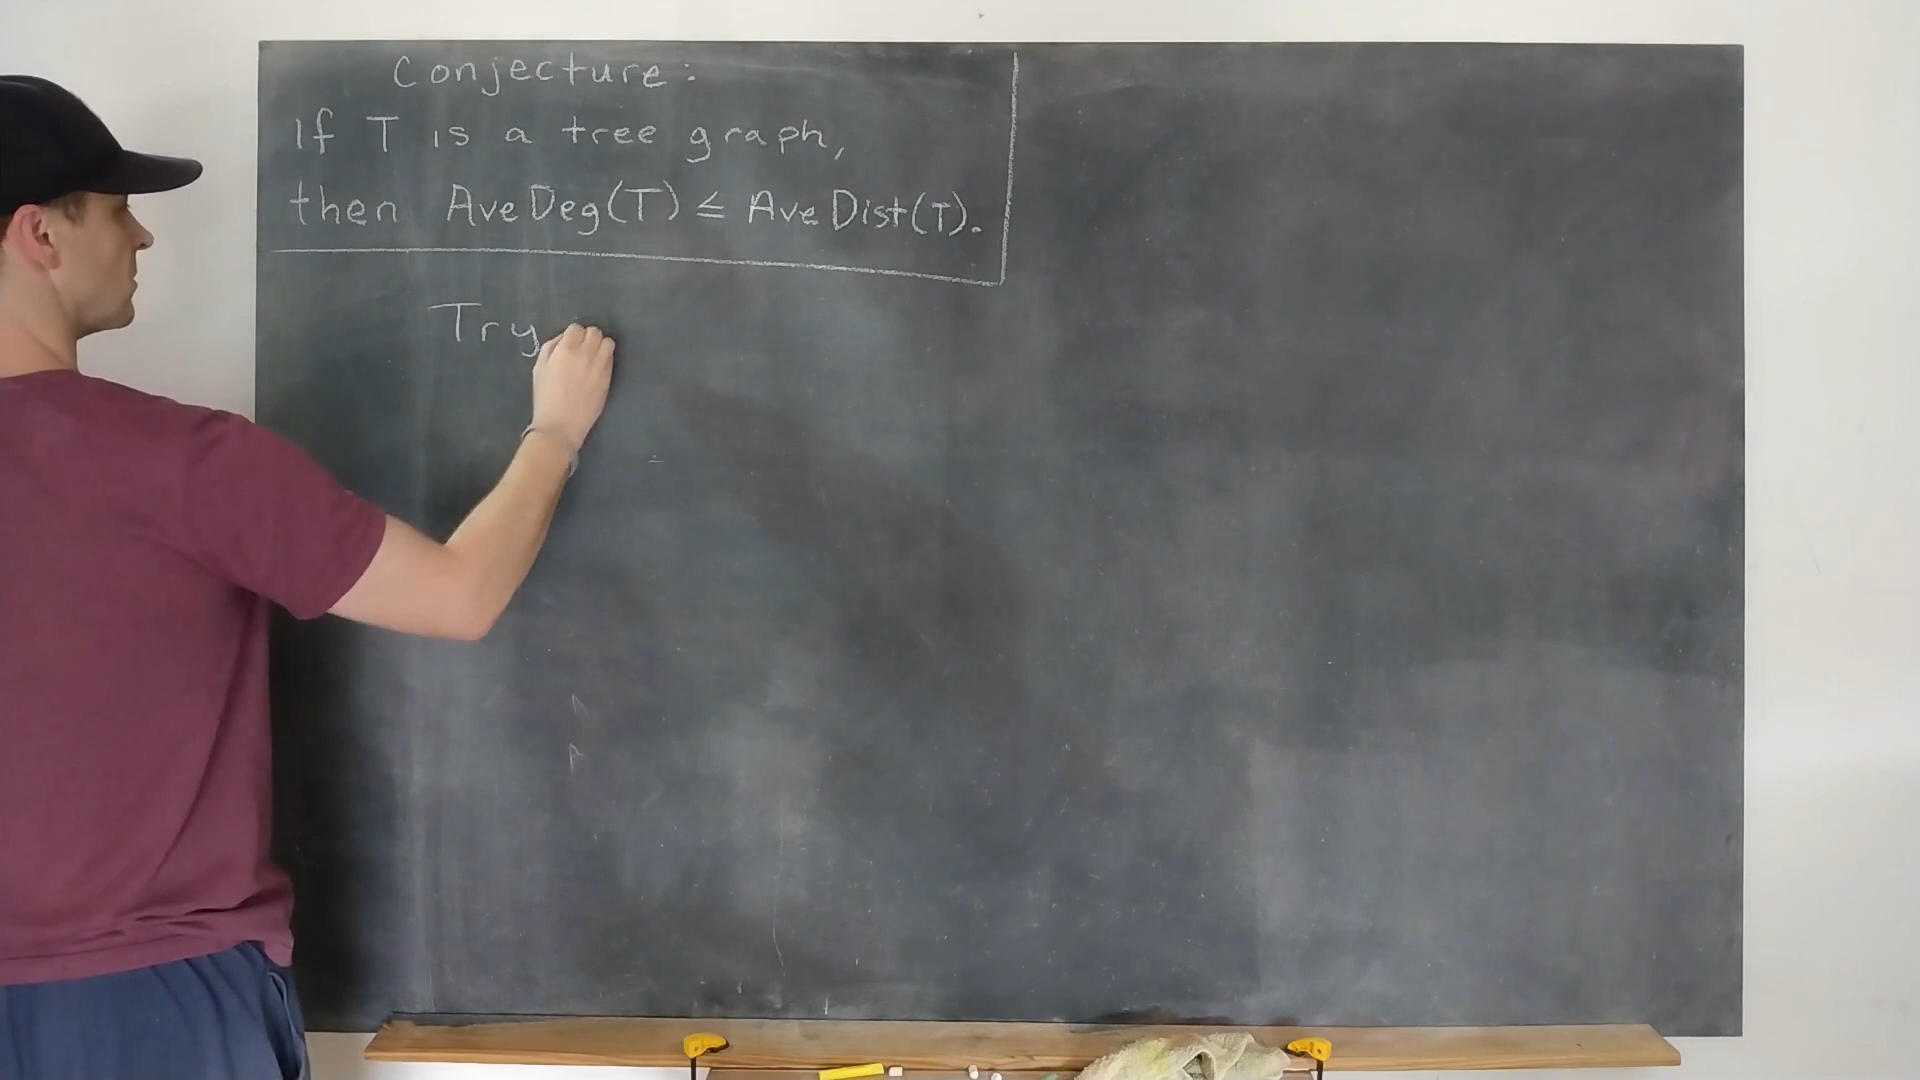 Conjecture:
If T is a tree graph,
then AveDeg(T) ≤ AveDist(T).
Try